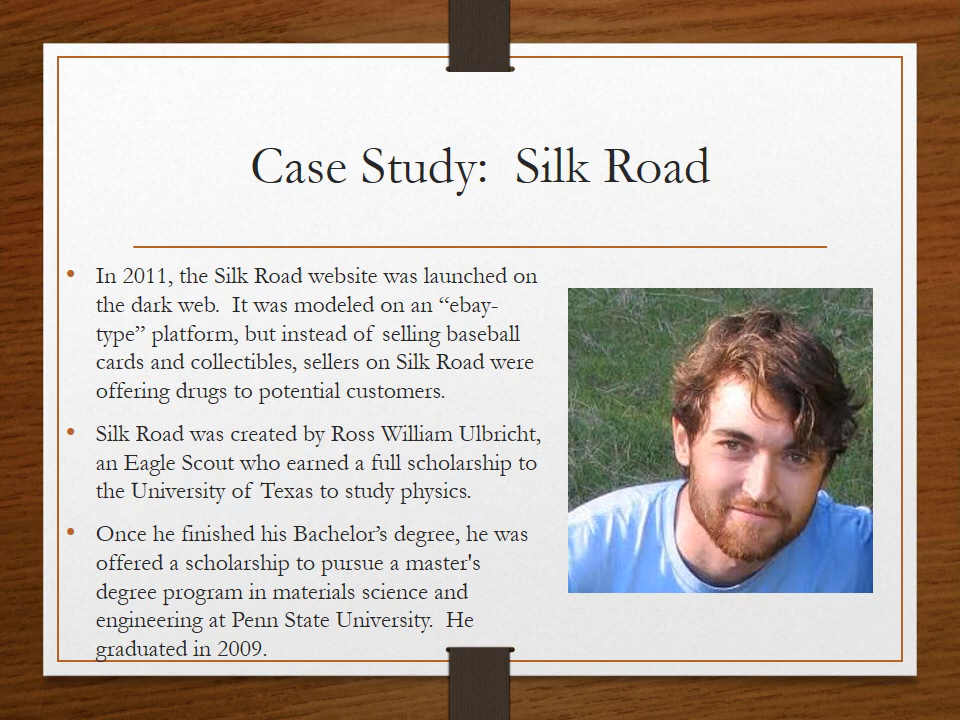 Case Study:  Silk Road
In 2011, the Silk Road website was launched on
the dark web.  It was modeled on an “ebay-
type” platform, but instead of selling baseball
cards and collectibles, sellers on Silk Road were
offering drugs to potential customers.
Silk Road was created by Ross William Ulbricht,
an Eagle Scout who earned a full scholarship to
the University of Texas to study physics.
Once he finished his Bachelor’s degree, he was
offered a scholarship to pursue a master's
degree program in materials science and
engineering at Penn State University.  He
graduated in 2009.